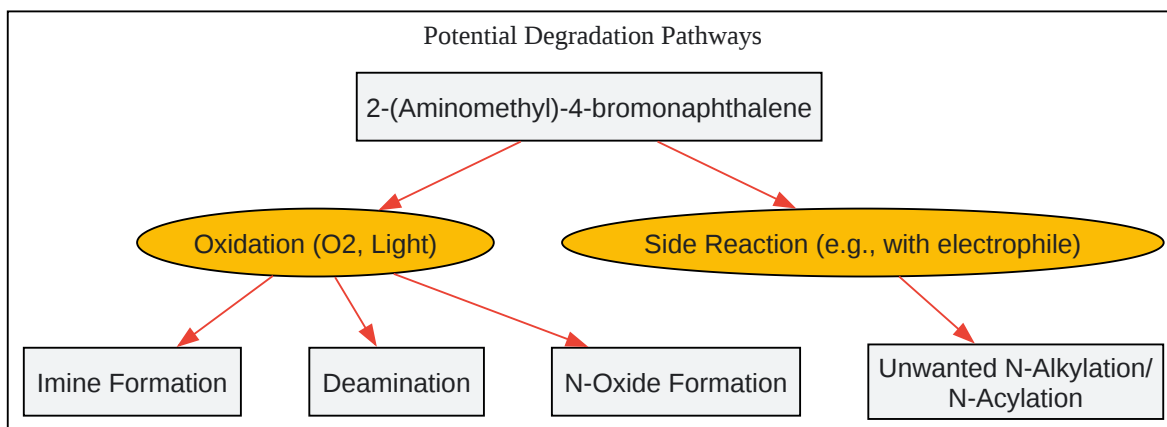 Potential Degradation Pathways
2-(Aminomethyl)-4-bromonaphthalene
Oxidation (O2, Light)
Side Reaction (e.g., with electrophile)
Imine Formation
Deamination
N-Oxide Formation
Unwanted N-Alkylation/
N-Acylation